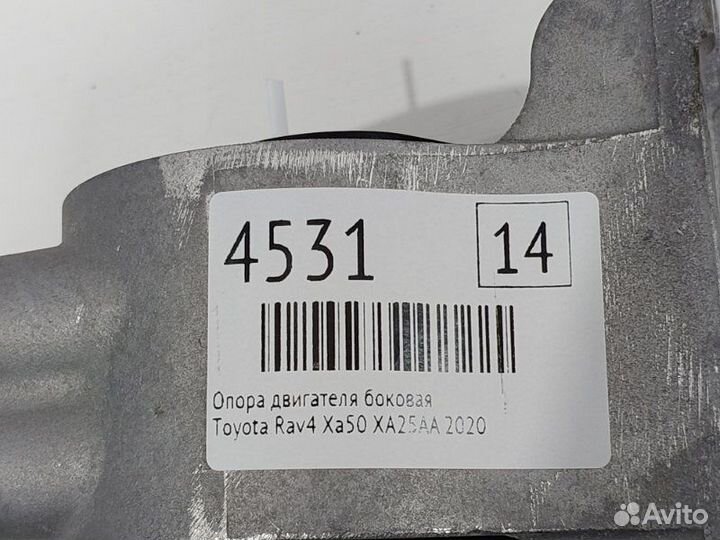 4531
14
Опора двигателя боковая
Toyota Rav4 Xa50 XA25AA 2020
Avito